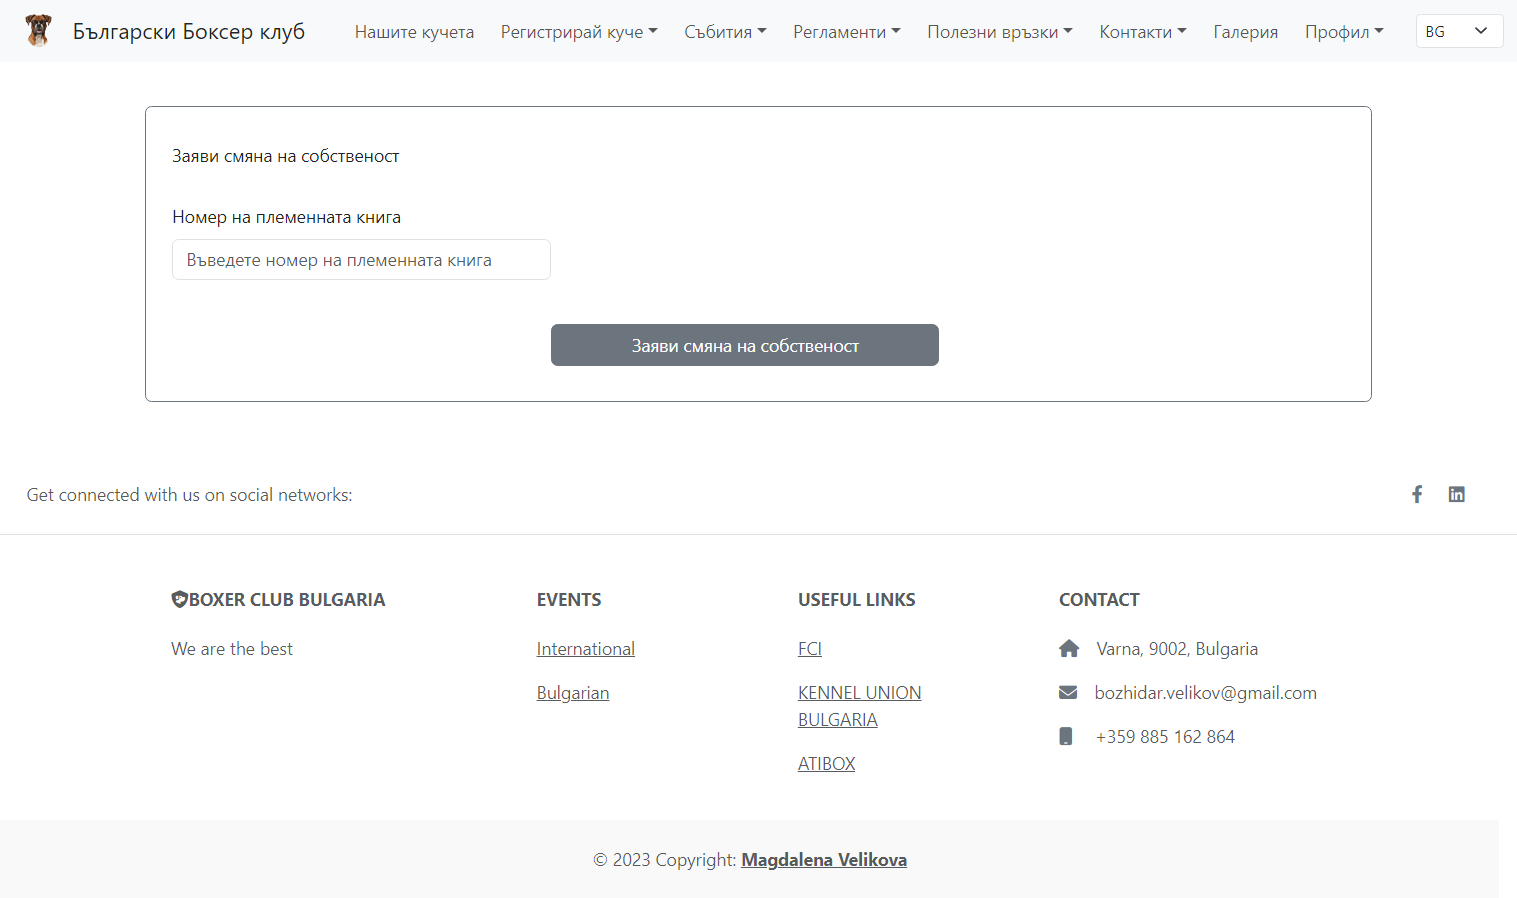 Български Боксер клуб Нашите кучета Регистрирай куче Събития Регламенти Полезни връзки Контакти Галерия Профил BG
Заяви смяна на собственост
Номер на племенната книга
Въведете номер на племенната книга
Заяви смяна на собственост
Get connected with us on social networks:
BOXER CLUB BULGARIA
We are the best
EVENTS
International
Bulgarian
USEFUL LINKS
FCI
KENNEL UNION
BULGARIA
ATIBOX
CONTACT
Varna, 9002, Bulgaria
bozhidar.velikov@gmail.com
+359 885 162 864
© 2023 Copyright: Magdalena Velikova